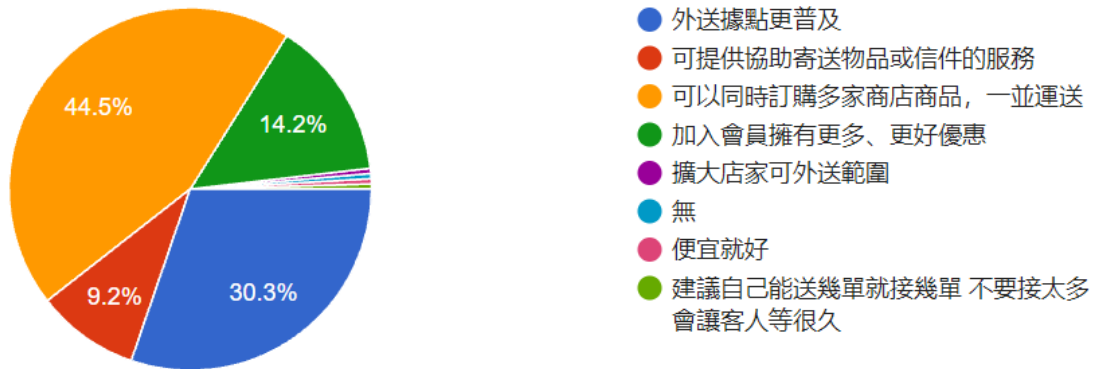 44.5%
14.2%
9.2%
30.3%
外送據點更普及
可提供協助寄送物品或信件的服務
可以同時訂購多家商店商品，一並運送
加入會員擁有更多、更好優惠
擴大店家可外送範圍
無
便宜就好
建議自己能送幾單就接幾單 不要接太多
會讓客人等很久